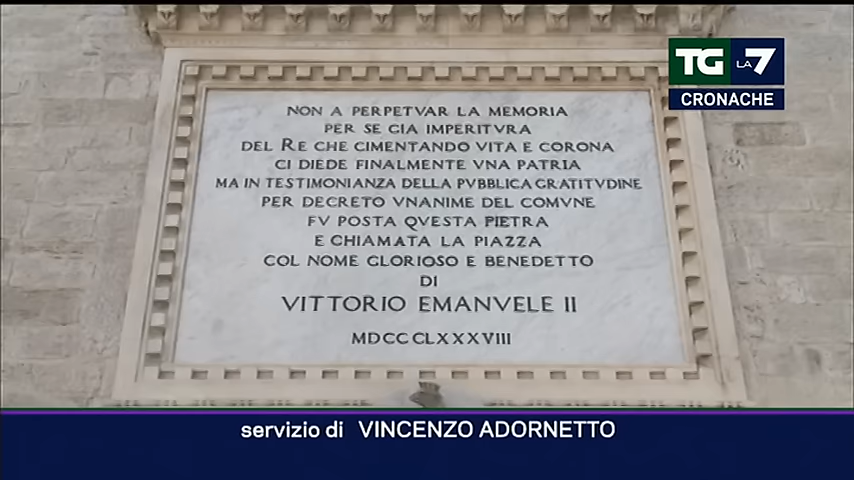 TG LA 7
CRONACHE
NON A PERPETVAR LA MEMORIA
PER SE GIA IMPERITVRA
DEL RE CHE CIMENTANDO VITA E CORONA
CI DIEDE FINALMENTE VNA PATRIA
MA IN TESTIMONIANZA DELLA PVBBLICA GRATITVDINE
PER DECRETO VNANIME DEL COMVNE
FV POSTA QVESTA PIETRA
E CHIAMATA LA PIAZZA
COL NOME GLORIOSO E BENEDETTO
DI
VITTORIO EMANVELE II
MDCCCLXXXVIII
servizio di VINCENZO ADORNETTO